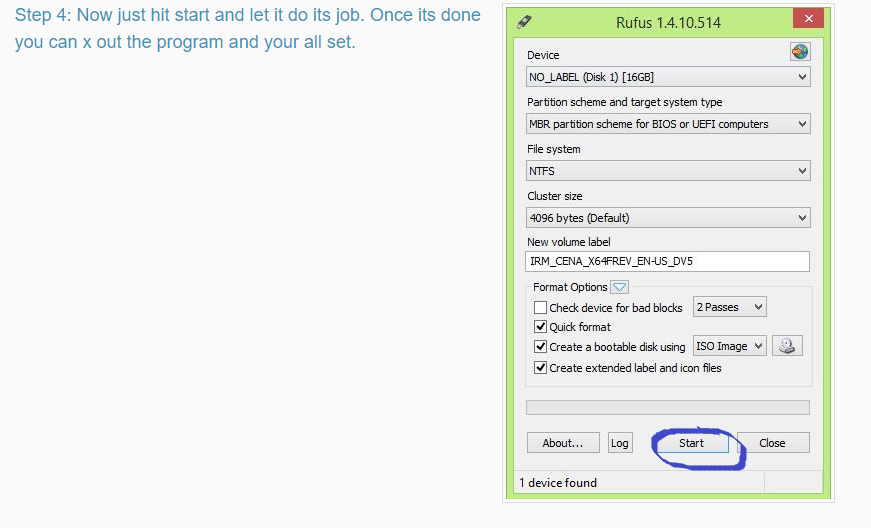 Step 4: Now just hit start and let it do its job. Once its done
you can x out the program and your all set.
Rufus 1.4.10.514
Device
NO_LABEL (Disk 1) [16GB]
Partition scheme and target system type
MBR partition scheme for BIOS or UEFI computers
File system
NTFS
Cluster size
4096 bytes (Default)
New volume label
IRM_CENA_X64FREV_EN-US_DV5
Format Options
Check device for bad blocks 2 Passes
Quick format
Create a bootable disk using ISO Image
Create extended label and icon files
About... Log Start Close
1 device found